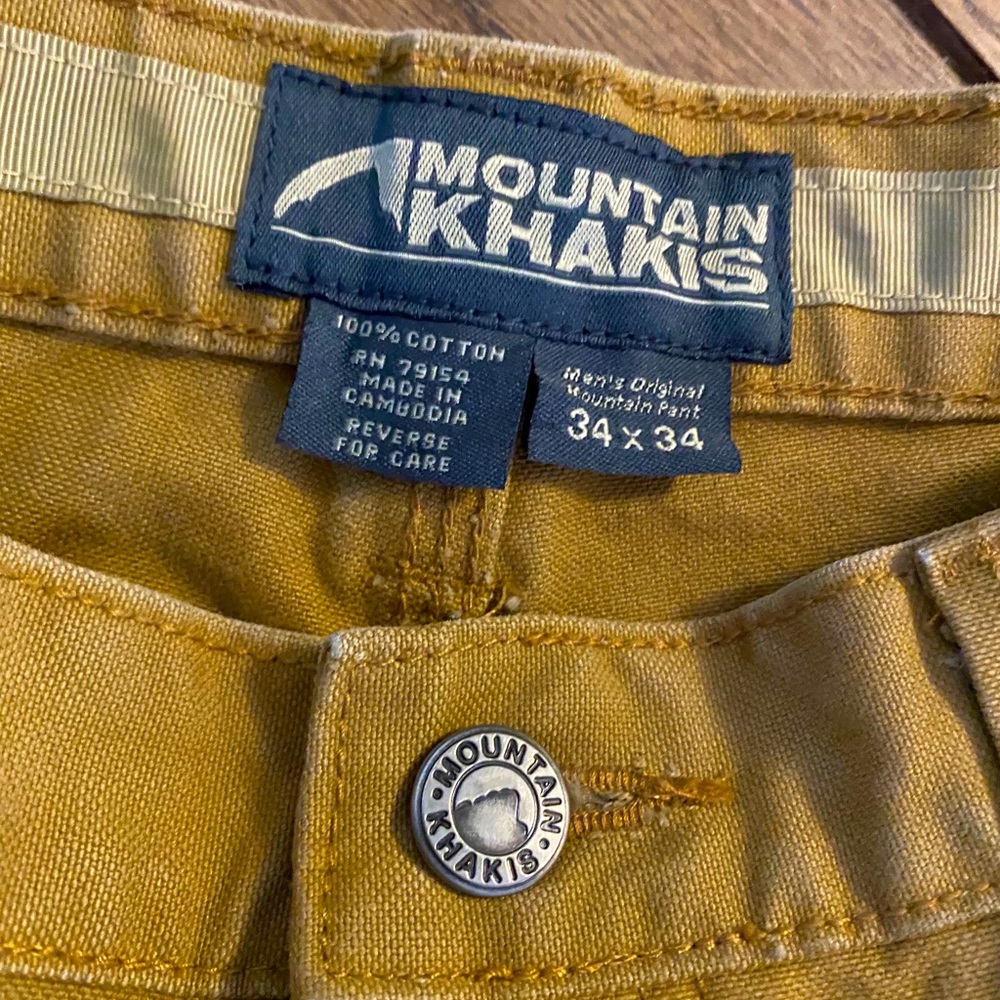 MOUNTAIN
KHAKIS
100% COTTON
RN 79154
MADE IN
CAMBODIA
REVERSE
FOR CARE
Men's Original
Mountain Pant
34 x 34
MOUNTAIN
• KHAKIS •